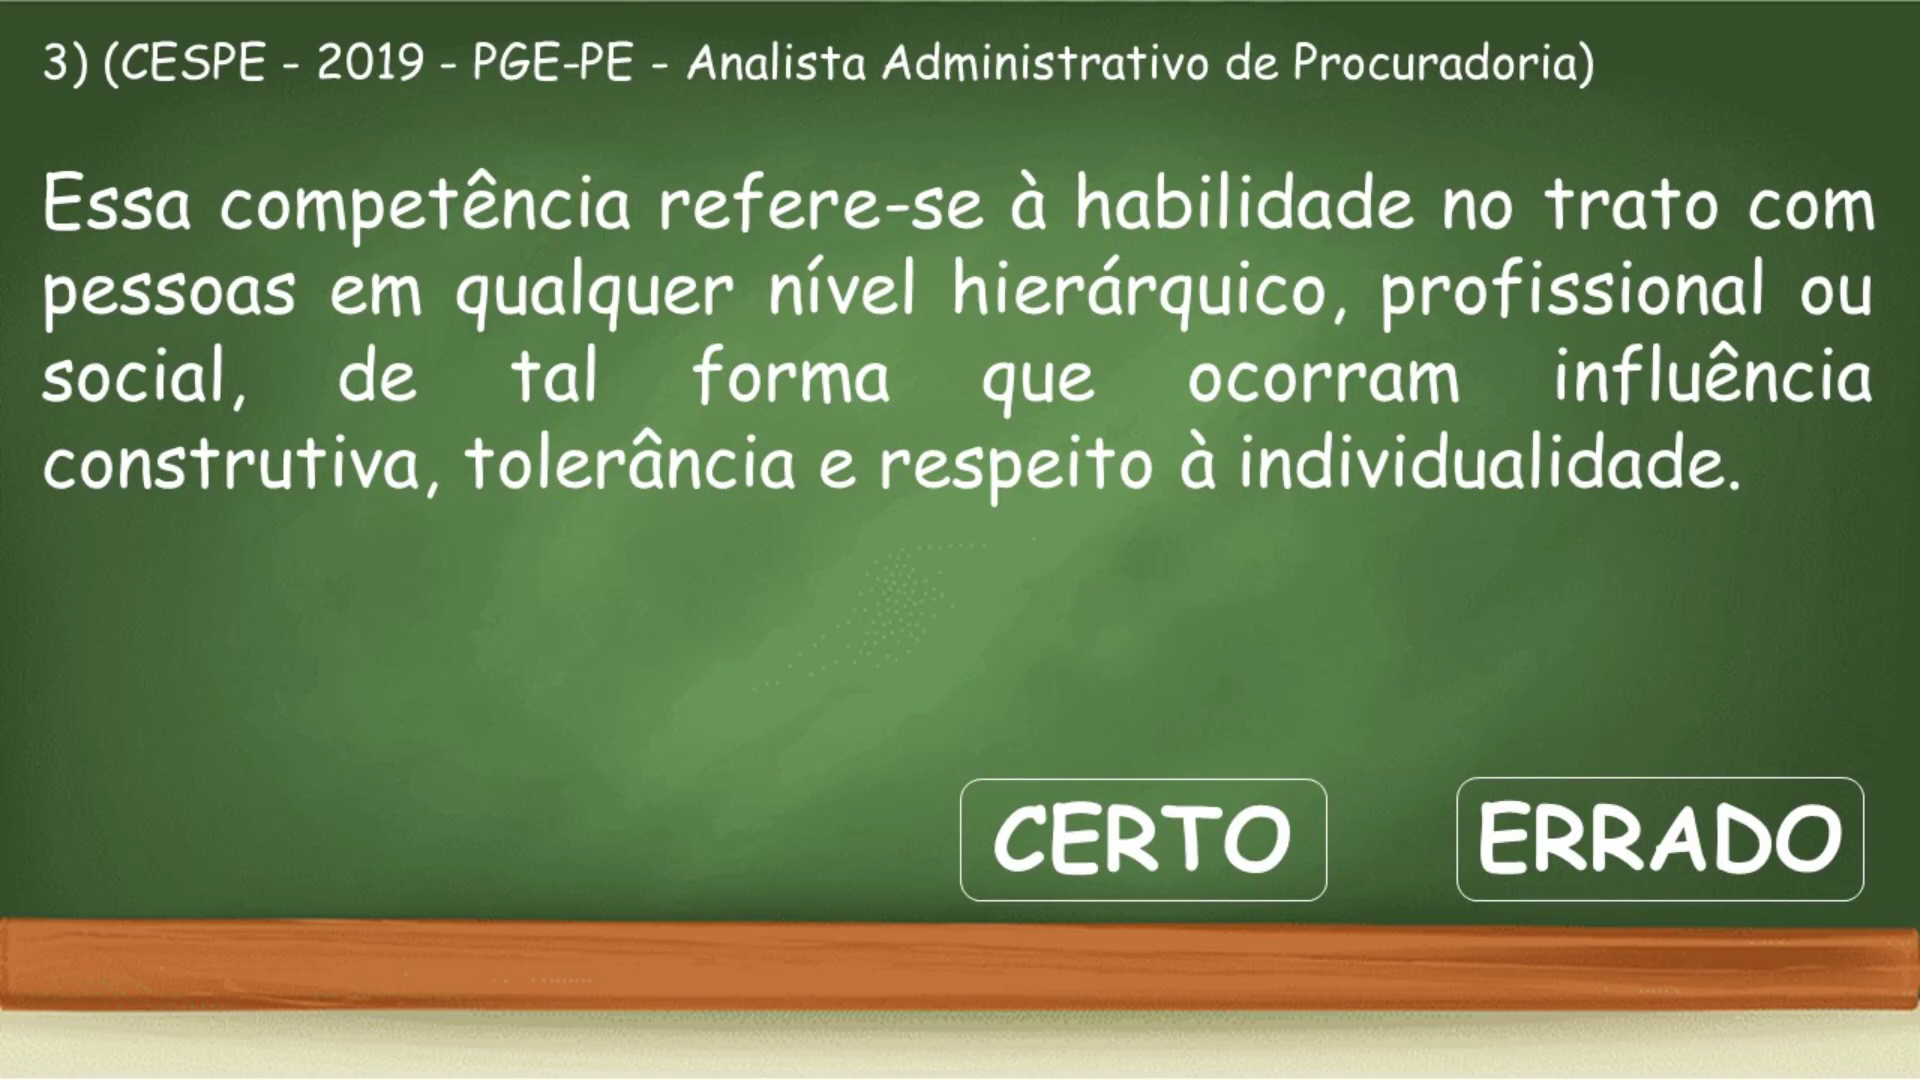 3) (CESPE - 2019 - PGE-PE - Analista Administrativo de Procuradoria)
Essa competência refere-se à habilidade no trato com
pessoas em qualquer nível hierárquico, profissional ou
social, de tal forma que ocorram influência
construtiva, tolerância e respeito à individualidade.
CERTO ERRADO